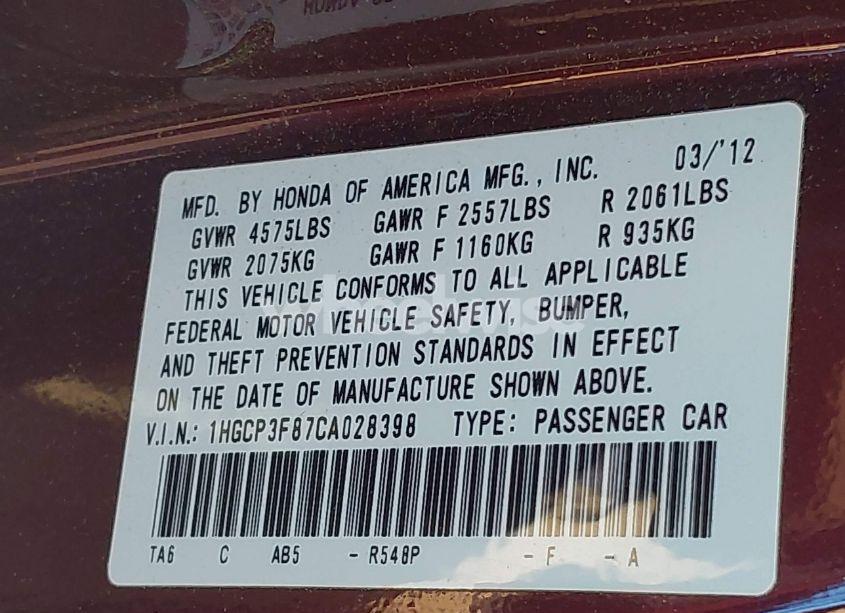 MFD. BY HONDA OF AMERICA MFG., INC. 03/'12
GVWR 4575LBS GAWR F 2557LBS R 2061LBS
GVWR 2075KG GAWR F 1160KG R 935KG
THIS VEHICLE CONFORMS TO ALL APPLICABLE
FEDERAL MOTOR VEHICLE SAFETY, BUMPER,
AND THEFT PREVENTION STANDARDS IN EFFECT
ON THE DATE OF MANUFACTURE SHOWN ABOVE.
V.I.N.: 1HGCP3F87CA028398 TYPE: PASSENGER CAR
TA6 C AB5 - R548P - F - A